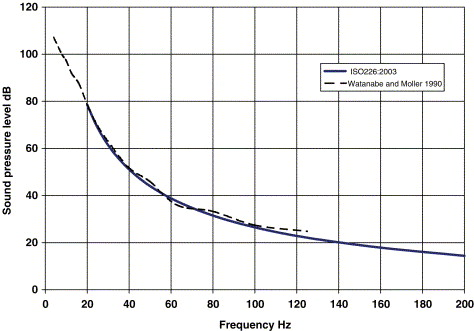 120
100
80
60
40
20
0
Sound pressure level dB
ISO226:2003
Watanabe and Moller 1990
0 20 40 60 80 100 120 140 160 180 200
Frequency Hz